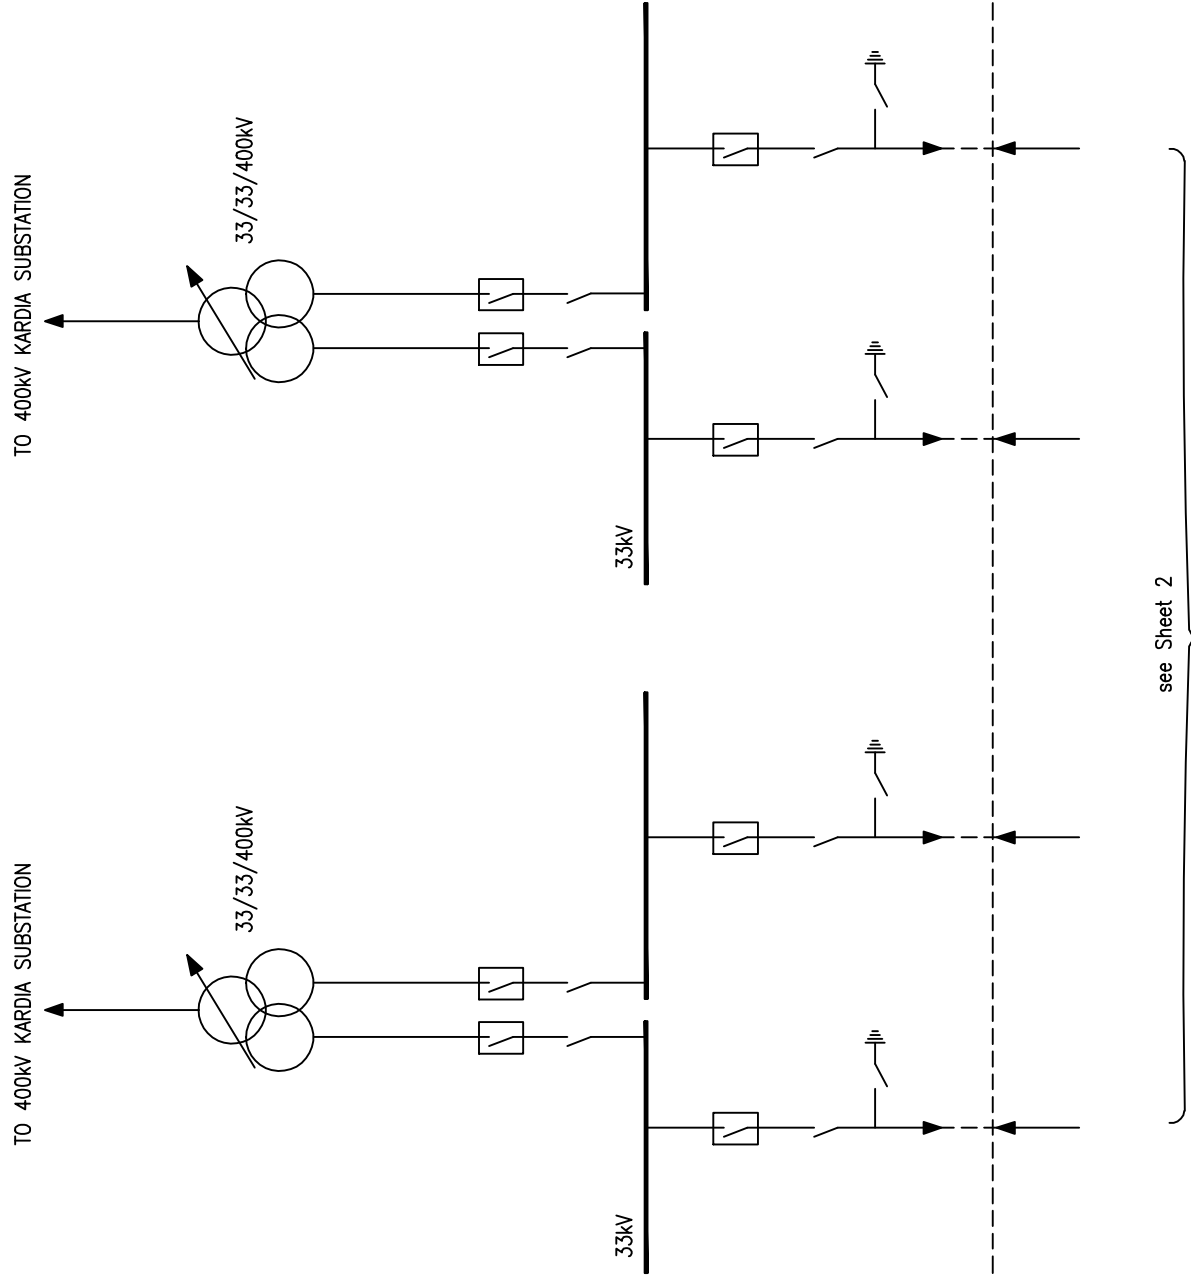 TO 400kV KARDIA SUBSTATION
33/33/400kV
33kV
TO 400kV KARDIA SUBSTATION
33/33/400kV
33kV
see Sheet 2